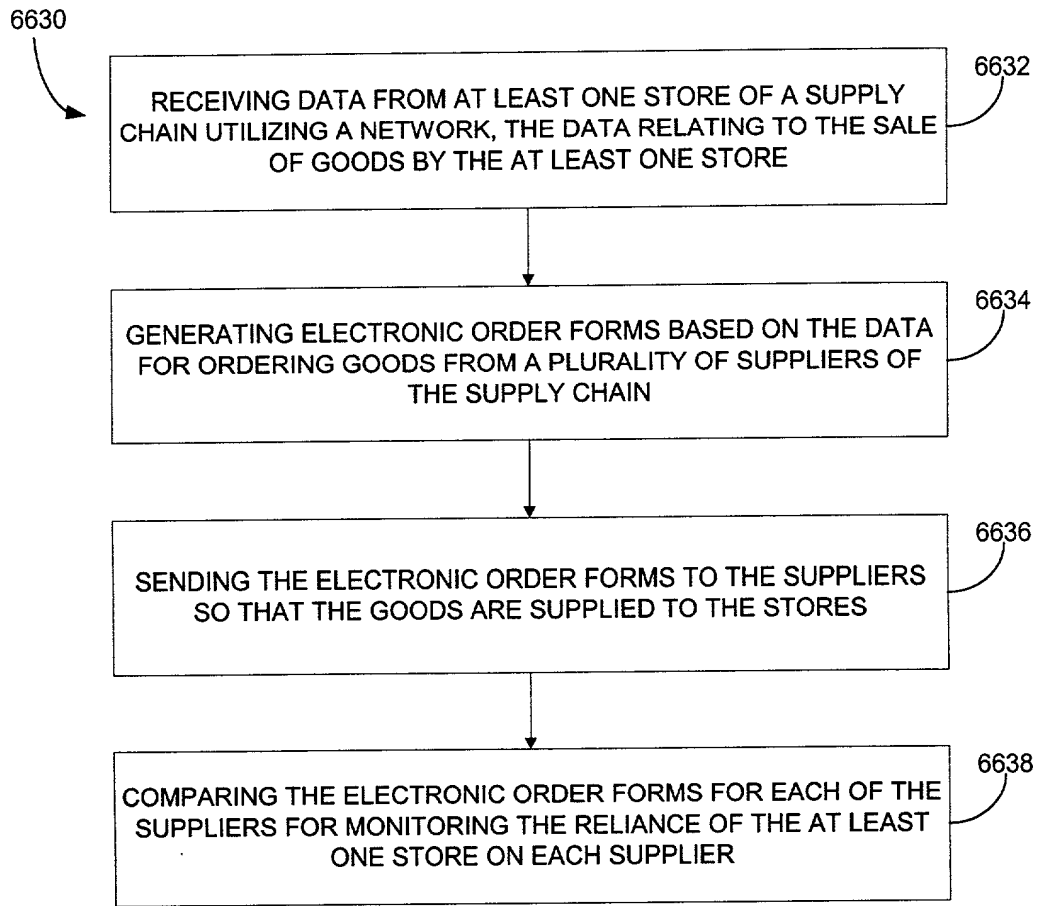 6630
6632
RECEIVING DATA FROM AT LEAST ONE STORE OF A SUPPLY
CHAIN UTILIZING A NETWORK, THE DATA RELATING TO THE SALE
OF GOODS BY THE AT LEAST ONE STORE
6634
GENERATING ELECTRONIC ORDER FORMS BASED ON THE DATA
FOR ORDERING GOODS FROM A PLURALITY OF SUPPLIERS OF
THE SUPPLY CHAIN
6636
SENDING THE ELECTRONIC ORDER FORMS TO THE SUPPLIERS
SO THAT THE GOODS ARE SUPPLIED TO THE STORES
6638
COMPARING THE ELECTRONIC ORDER FORMS FOR EACH OF THE
SUPPLIERS FOR MONITORING THE RELIANCE OF THE AT LEAST
ONE STORE ON EACH SUPPLIER